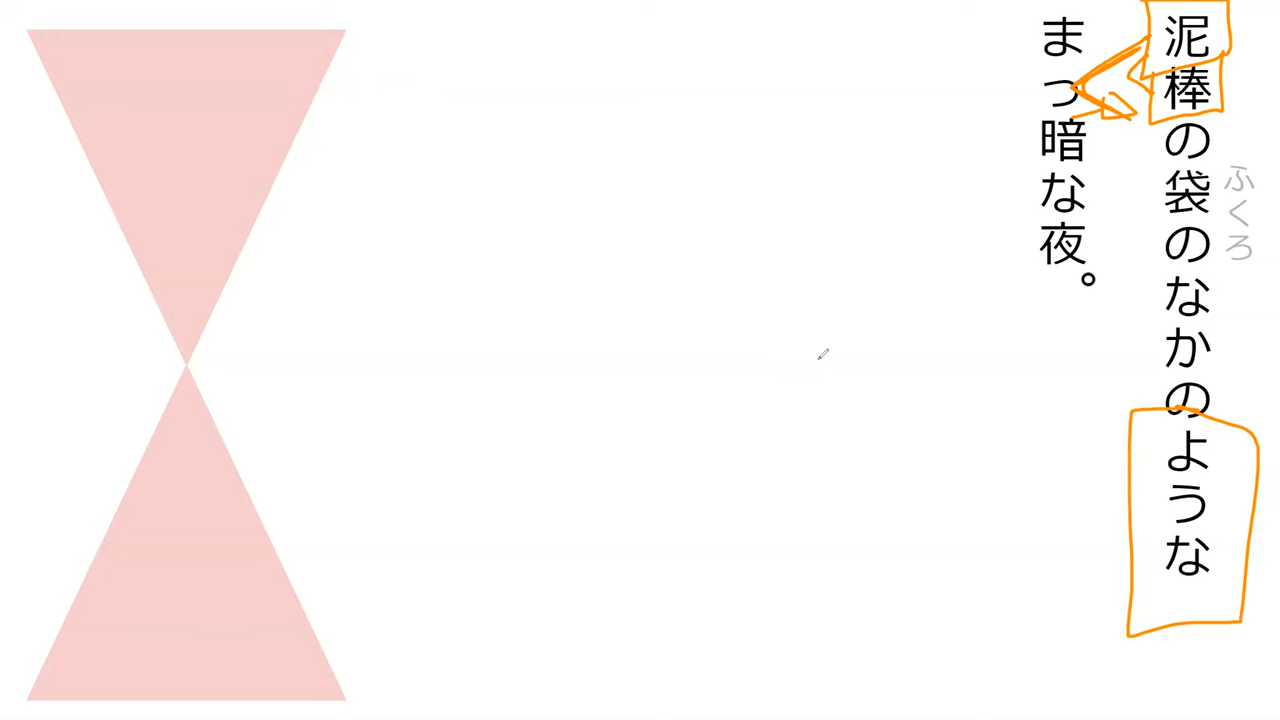 泥棒の袋のなかのような
ふくろ
まっ暗な夜。